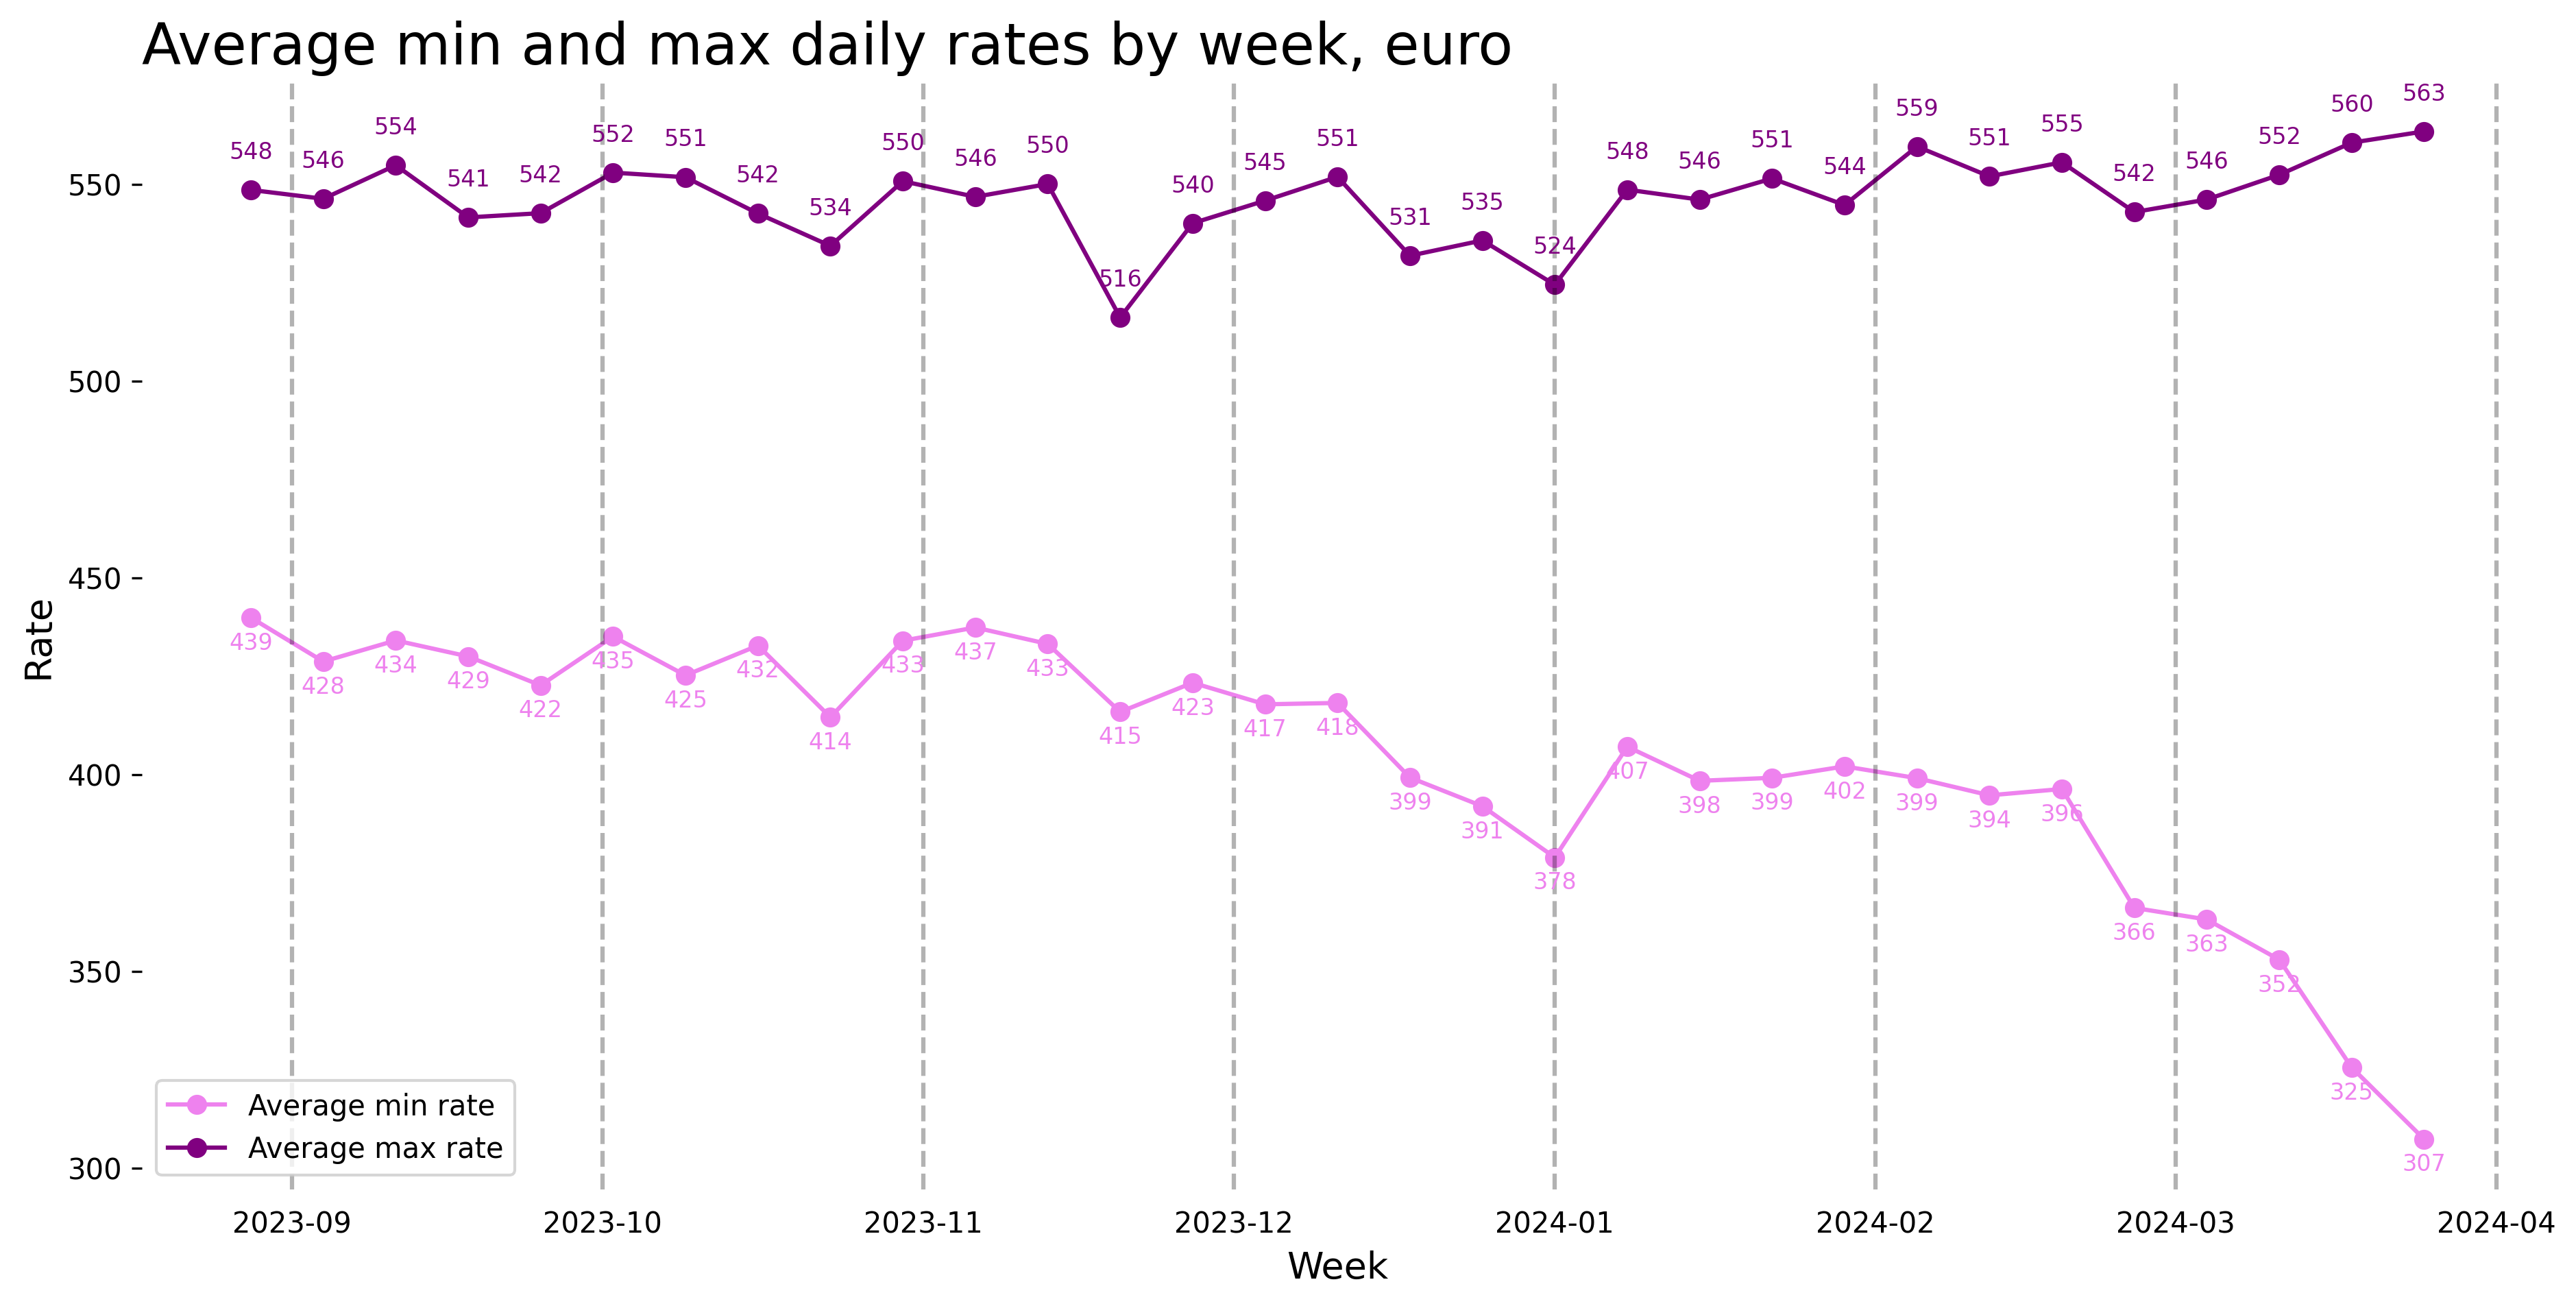 Average min and max daily rates by week, euro
548 546 554 541 542 552 551 542 534 550 546 550 516 540 545 551 531 535 524 548 546 551 544 559 551 555 542 546 552 560 563
439 428 434 429 422 435 425 432 414 433 437 433 415 423 417 418 399 391 378 407 398 399 402 399 394 396 366 363 352 325 307
550
500
450
400
350
300
Rate
Average min rate
Average max rate
2023-09 2023-10 2023-11 2023-12 2024-01 2024-02 2024-03 2024-04
Week